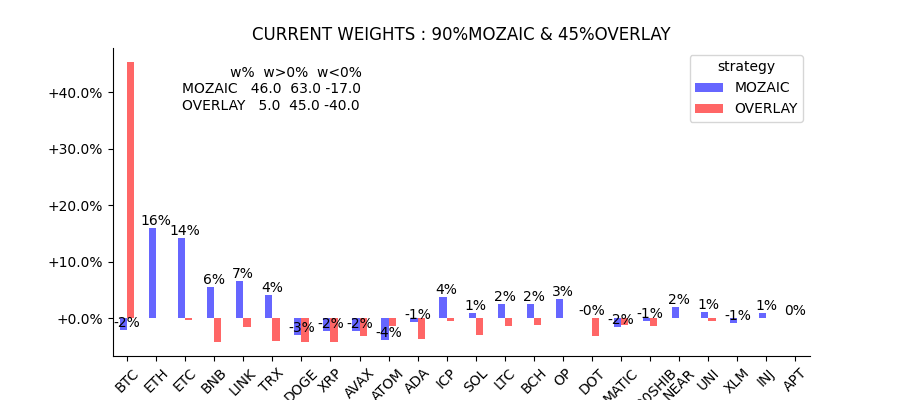 CURRENT WEIGHTS : 90%MOZAIC & 45%OVERLAY
w% w>0% w<0%
MOZAIC 46.0 63.0 -17.0
OVERLAY 5.0 45.0 -40.0
strategy
MOZAIC
OVERLAY
+40.0%
+30.0%
+20.0%
+10.0%
+0.0%
-2% 16% 14% 6% 7% 4% -3% -2% -2% -4% -1% 4% 1% 2% 2% 3% -0% -2% -1% 2% 1% -1% 1% 0%
BTC ETH ETC BNB LINK TRX DOGE XRP AVAX ATOM ADA ICP SOL LTC BCH OP DOT MATIC 0SHIB NEAR UNI XLM INJ APT